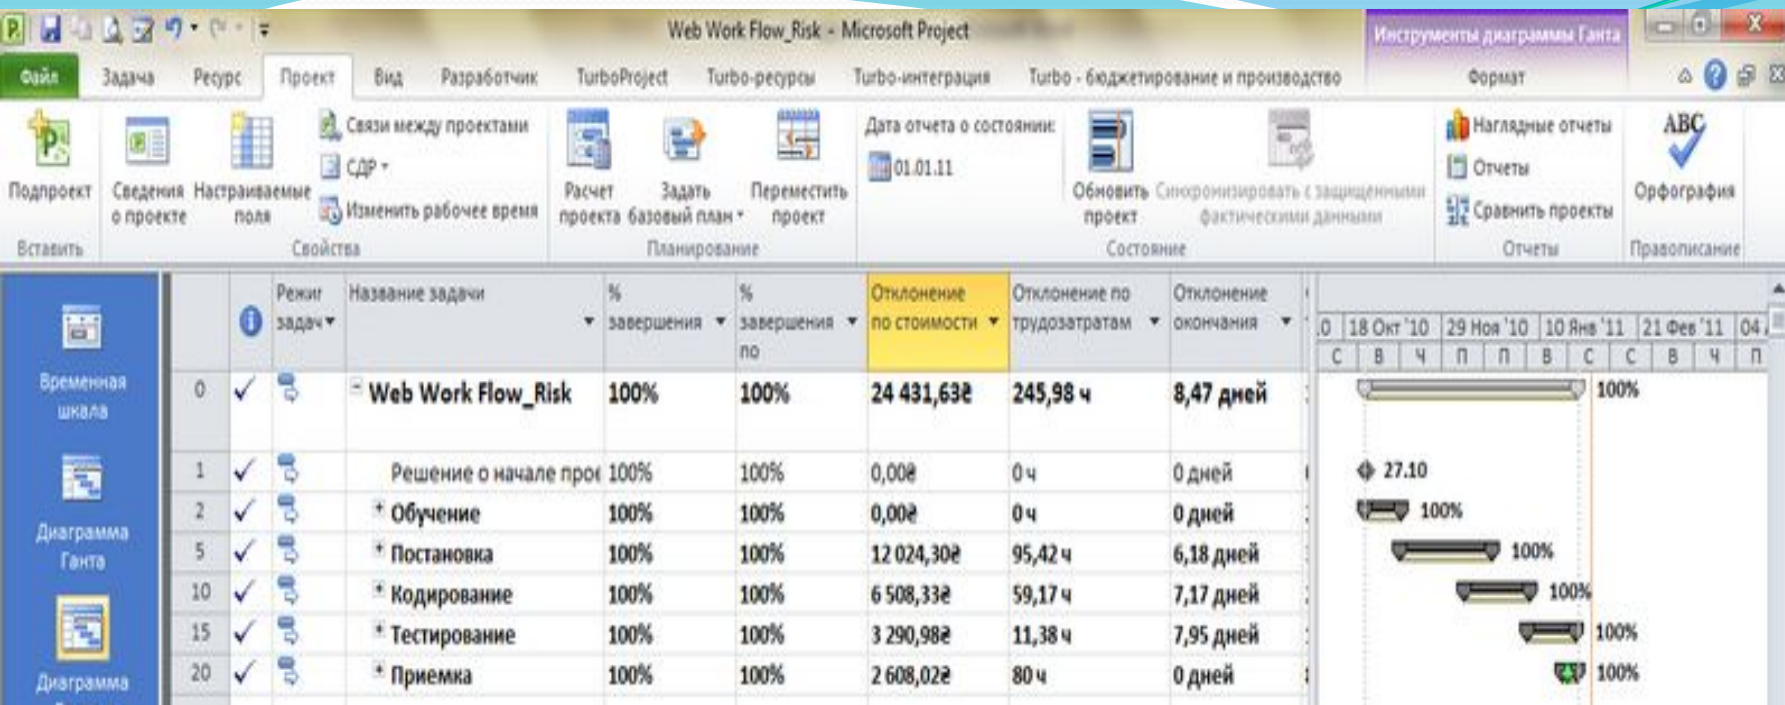 Web Work Flow_Risk - Microsoft Project
Инструменты диаграммы Ганта
Файл Задача Ресурс Проект Вид Разработчик TurboProject Turbo-ресурсы Turbo-интеграция Turbo - бюджетирование и производство Формат
Подпроект
Сведения о проекте
Настраиваемые поля
Связи между проектами
СДР
Изменить рабочее время
Расчет проекта
Задать базовый план
Переместить проект
Дата отчета о состоянии:
01.01.11
Обновить проект
Синхронизировать с защищенными фактическими данными
Наглядные отчеты
Отчеты
Сравнить проекты
ABC
Орфография
Вставить Свойства Планирование Состояние Отчеты Правописание
Временная шкала
Диаграмма Ганта
Диаграмма
Режим задач Название задачи % завершения % завершения по Отклонение по стоимости Отклонение по трудозатратам Отклонение окончания
18 Окт '10 29 Ноя '10 10 Янв '11 21 Фев '11 04
С В Ч П П В С С В Ч П
0 Web Work Flow_Risk 100% 100% 24 431,63₴ 245,98 ч 8,47 дней 100%
1 Решение о начале прое 100% 100% 0,00₴ 0 ч 0 дней 27.10
2 Обучение 100% 100% 0,00₴ 0 ч 0 дней 100%
5 Постановка 100% 100% 12 024,30₴ 95,42 ч 6,18 дней 100%
10 Кодирование 100% 100% 6 508,33₴ 59,17 ч 7,17 дней 100%
15 Тестирование 100% 100% 3 290,98₴ 11,38 ч 7,95 дней 100%
20 Приемка 100% 100% 2 608,02₴ 80 ч 0 дней 100%